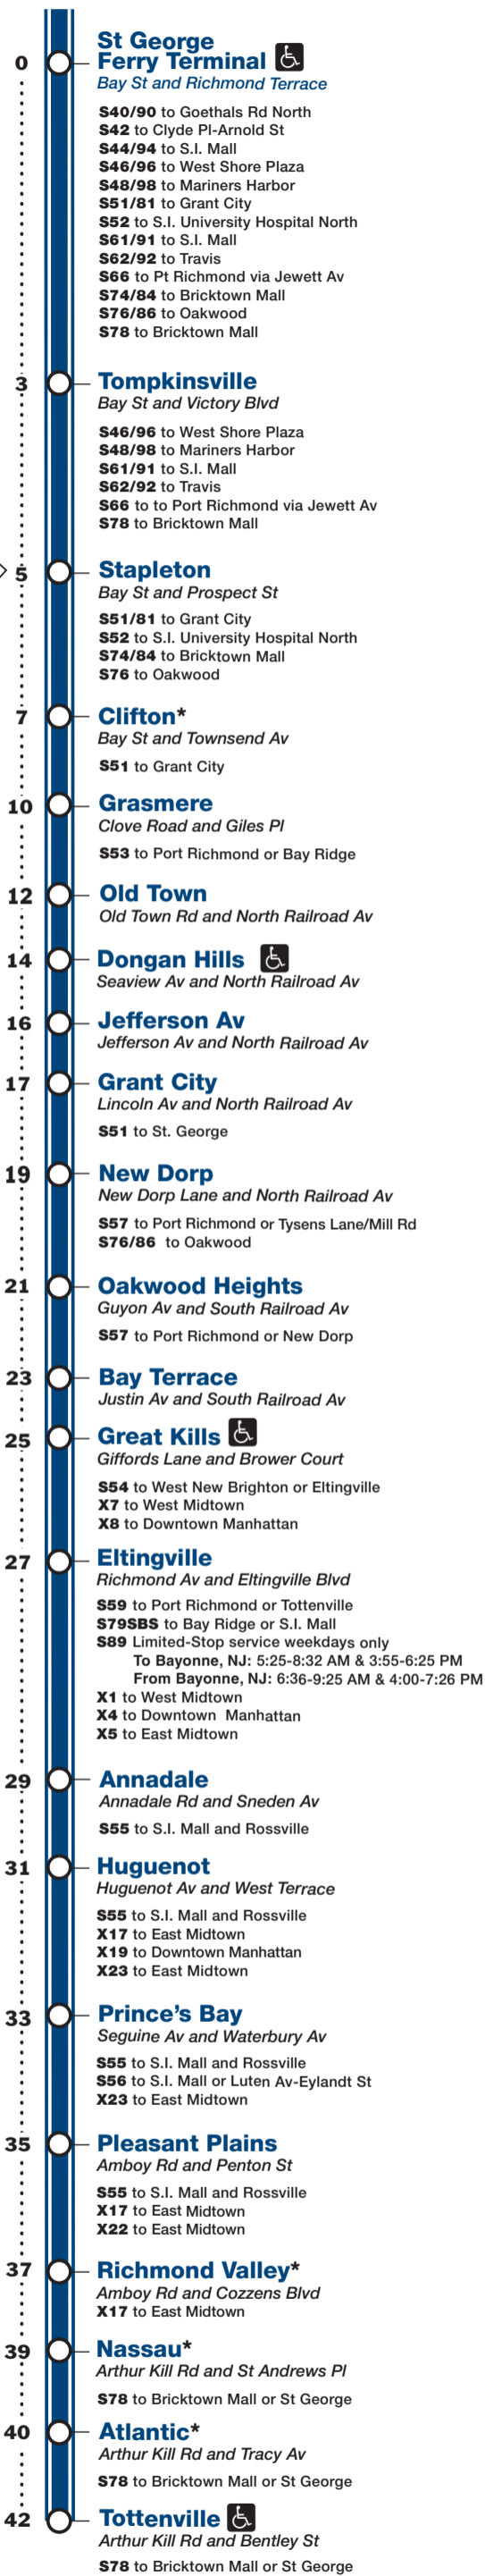 St George
0 Ferry Terminal
Bay St and Richmond Terrace
S40/90 to Goethals Rd North
S42 to Clyde Pl-Arnold St
S44/94 to S.I. Mall
S46/96 to West Shore Plaza
S48/98 to Mariners Harbor
S51/81 to Grant City
S52 to S.I. University Hospital North
S61/91 to S.I. Mall
S62/92 to Travis
S66 to Pt Richmond via Jewett Av
S74/84 to Bricktown Mall
S76/86 to Oakwood
S78 to Bricktown Mall
3 Tompkinsville
Bay St and Victory Blvd
S46/96 to West Shore Plaza
S48/98 to Mariners Harbor
S61/91 to S.I. Mall
S62/92 to Travis
S66 to to Port Richmond via Jewett Av
S78 to Bricktown Mall
5 Stapleton
Bay St and Prospect St
S51/81 to Grant City
S52 to S.I. University Hospital North
S74/84 to Bricktown Mall
S76 to Oakwood
7 Clifton*
Bay St and Townsend Av
S51 to Grant City
10 Grasmere
Clove Road and Giles Pl
S53 to Port Richmond or Bay Ridge
12 Old Town
Old Town Rd and North Railroad Av
14 Dongan Hills
Seaview Av and North Railroad Av
16 Jefferson Av
Jefferson Av and North Railroad Av
17 Grant City
Lincoln Av and North Railroad Av
S51 to St. George
19 New Dorp
New Dorp Lane and North Railroad Av
S57 to Port Richmond or Tysens Lane/Mill Rd
S76/86 to Oakwood
21 Oakwood Heights
Guyon Av and South Railroad Av
S57 to Port Richmond or New Dorp
23 Bay Terrace
Justin Av and South Railroad Av
25 Great Kills
Giffords Lane and Brower Court
S54 to West New Brighton or Eltingville
X7 to West Midtown
X8 to Downtown Manhattan
27 Eltingville
Richmond Av and Eltingville Blvd
S59 to Port Richmond or Tottenville
S79SBS to Bay Ridge or S.I. Mall
S89 Limited-Stop service weekdays only
To Bayonne, NJ: 5:25-8:32 AM & 3:55-6:25 PM
From Bayonne, NJ: 6:36-9:25 AM & 4:00-7:26 PM
X1 to West Midtown
X4 to Downtown Manhattan
X5 to East Midtown
29 Annadale
Annadale Rd and Sneden Av
S55 to S.I. Mall and Rossville
31 Huguenot
Huguenot Av and West Terrace
S55 to S.I. Mall and Rossville
X17 to East Midtown
X19 to Downtown Manhattan
X23 to East Midtown
33 Prince's Bay
Seguine Av and Waterbury Av
S55 to S.I. Mall and Rossville
S56 to S.I. Mall or Luten Av-Eylandt St
X23 to East Midtown
35 Pleasant Plains
Amboy Rd and Penton St
S55 to S.I. Mall and Rossville
X17 to East Midtown
X22 to East Midtown
37 Richmond Valley*
Amboy Rd and Cozzens Blvd
X17 to East Midtown
39 Nassau*
Arthur Kill Rd and St Andrews Pl
S78 to Bricktown Mall or St George
40 Atlantic*
Arthur Kill Rd and Tracy Av
S78 to Bricktown Mall or St George
42 Tottenville
Arthur Kill Rd and Bentley St
S78 to Bricktown Mall or St George